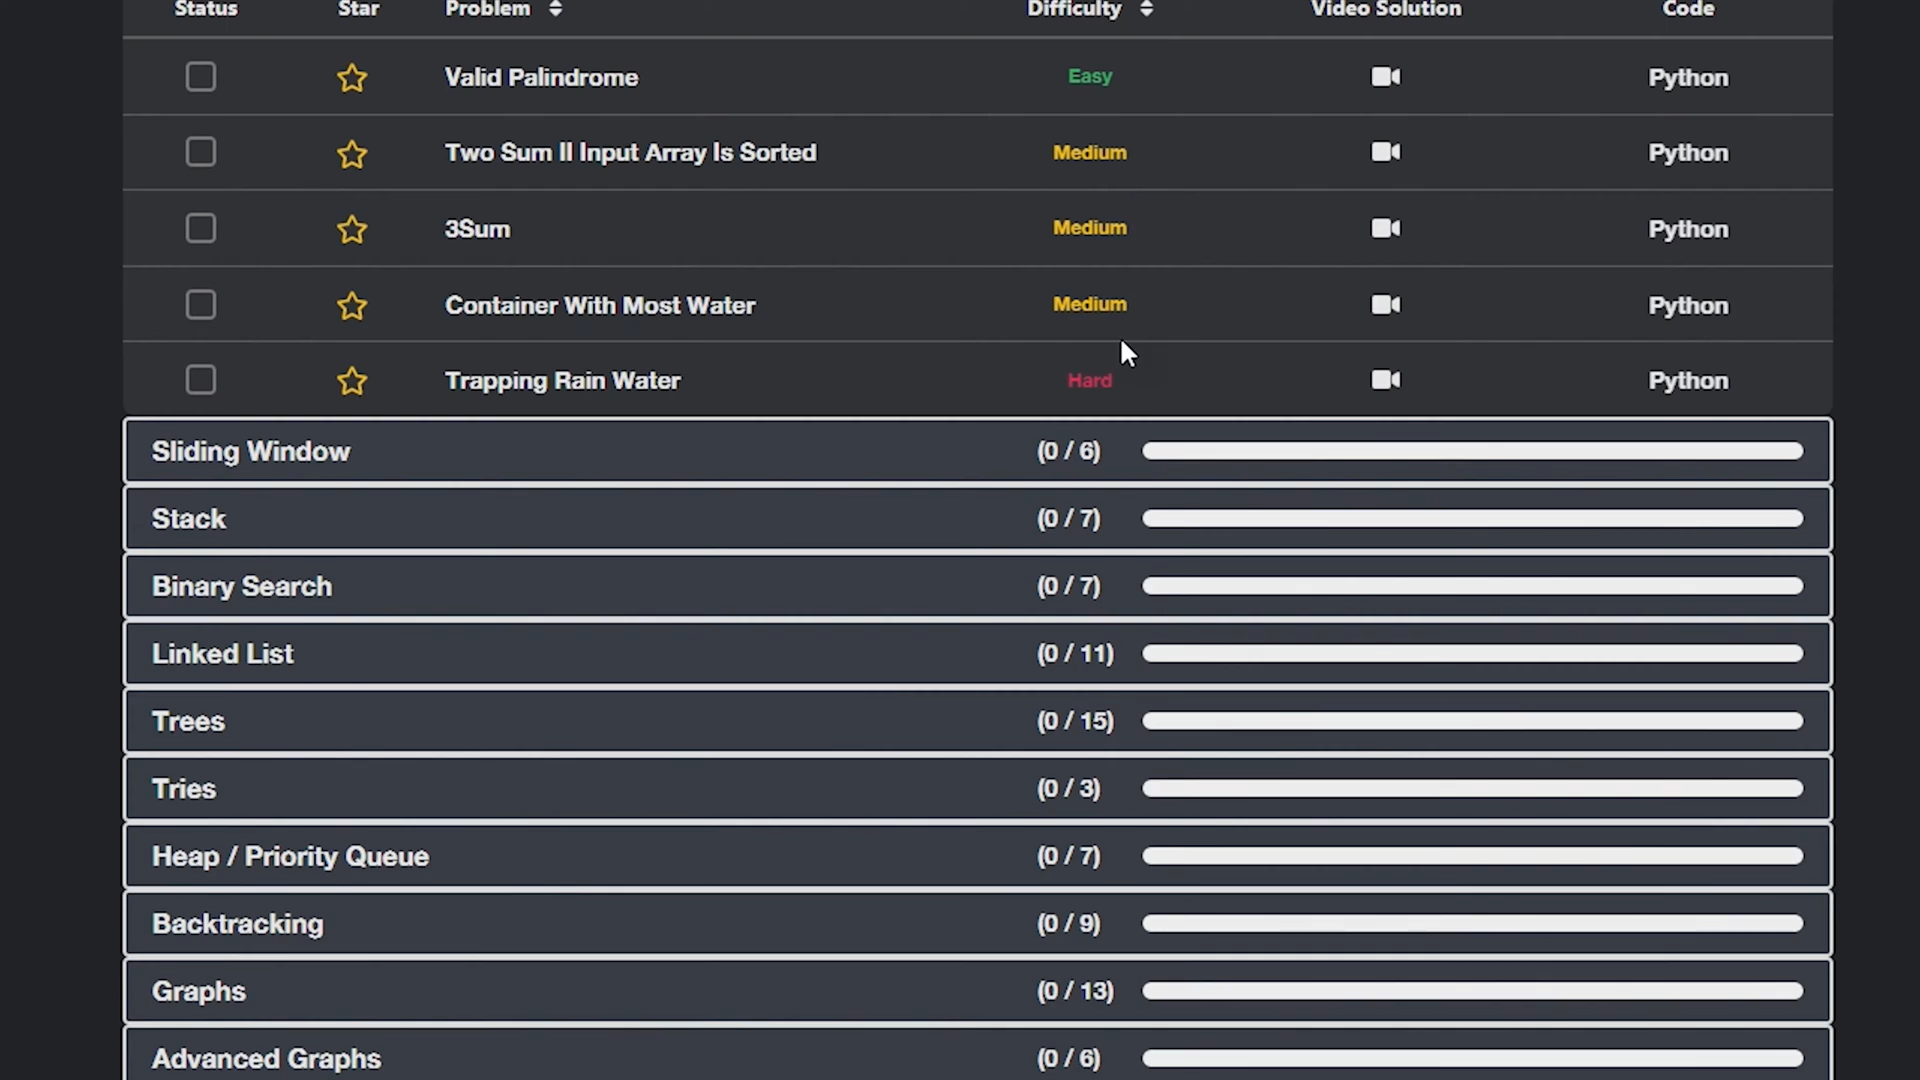 Status Star Problem Difficulty Video Solution Code
Valid Palindrome Easy Python
Two Sum II Input Array Is Sorted Medium Python
3Sum Medium Python
Container With Most Water Medium Python
Trapping Rain Water Hard Python
Sliding Window (0 / 6)
Stack (0 / 7)
Binary Search (0 / 7)
Linked List (0 / 11)
Trees (0 / 15)
Tries (0 / 3)
Heap / Priority Queue (0 / 7)
Backtracking (0 / 9)
Graphs (0 / 13)
Advanced Graphs (0 / 6)